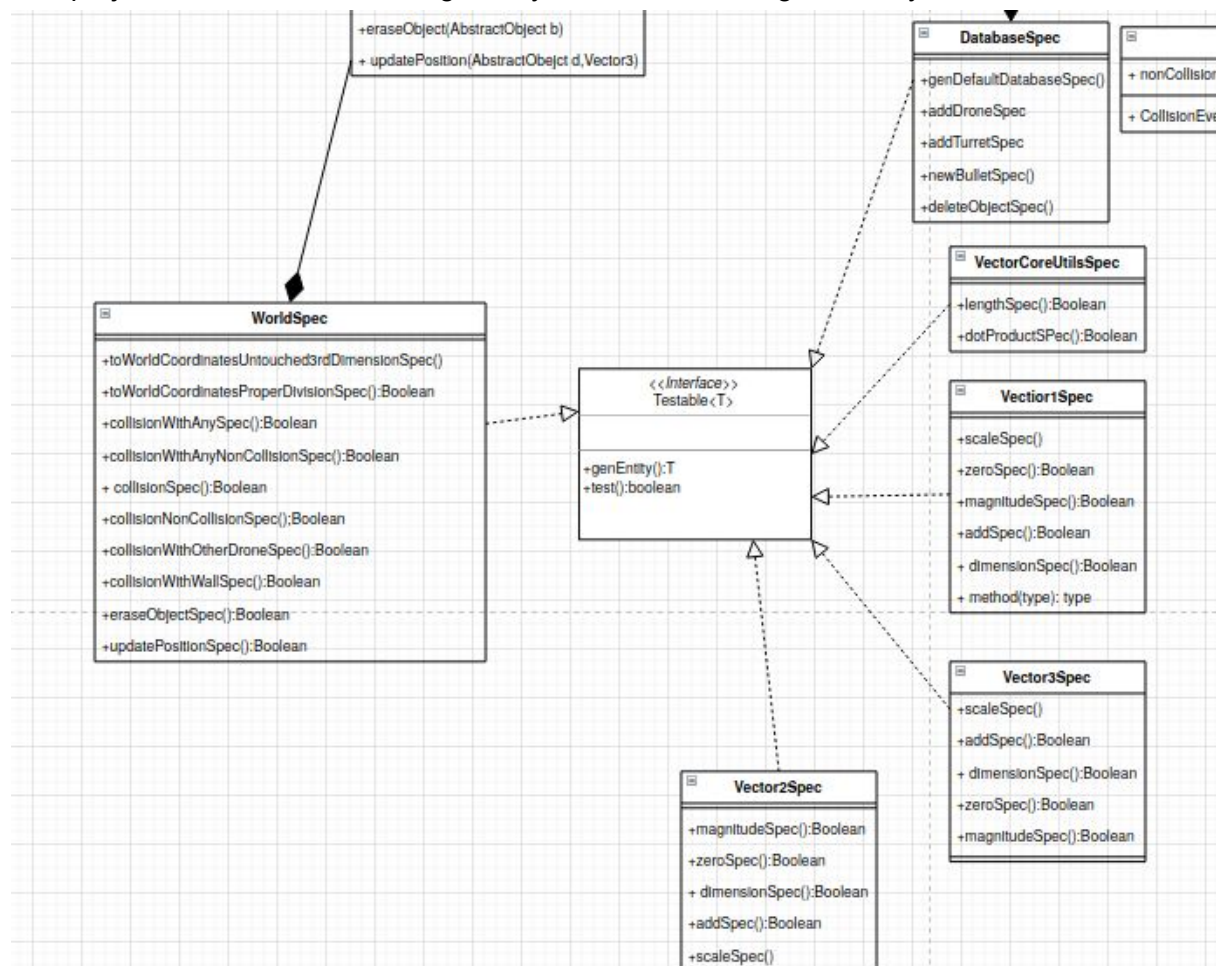 +eraseObject(AbstractObject b)
+ updatePosition(AbstractObejct d,Vector3)
DatabaseSpec
+genDefaultDatabaseSpec()
+addDroneSpec
+addTurretSpec
+newBulletSpec()
+deleteObjectSpec()
+ nonCollision
+ CollisionEve
VectorCoreUtilsSpec
+lengthSpec():Boolean
+dotProductSPec():Boolean
WorldSpec
+toWorldCoordinatesUntouched3rdDimensionSpec()
+toWorldCoordinatesProperDivisionSpec():Boolean
+collisionWithAnySpec():Boolean
+collisionWithAnyNonCollisionSpec():Boolean
+ collisionSpec():Boolean
+collisionNonCollisionSpec();Boolean
+collisionWithOtherDroneSpec():Boolean
+collisionWithWallSpec():Boolean
+eraseObjectSpec():Boolean
+updatePositionSpec():Boolean
<<Interface>>
Testable<T>
+genEntity():T
+test():boolean
Vectior1Spec
+scaleSpec()
+zeroSpec():Boolean
+magnitudeSpec():Boolean
+addSpec():Boolean
+ dimensionSpec():Boolean
+ method(type): type
Vector3Spec
+scaleSpec()
+addSpec():Boolean
+ dimensionSpec():Boolean
+zeroSpec():Boolean
+magnitudeSpec():Boolean
Vector2Spec
+magnitudeSpec():Boolean
+zeroSpec():Boolean
+ dimensionSpec():Boolean
+addSpec():Boolean
+scaleSpec()